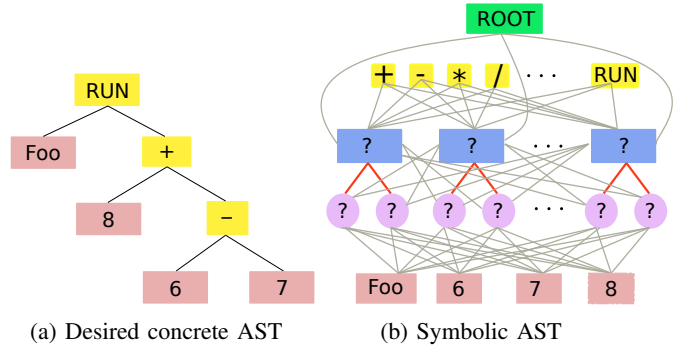 ROOT
+ - * / · · · RUN
RUN
Foo +
? ? · · · ?
8 −
? ? ? ? · · · ? ?
6 7
Foo 6 7 8
(a) Desired concrete AST
(b) Symbolic AST